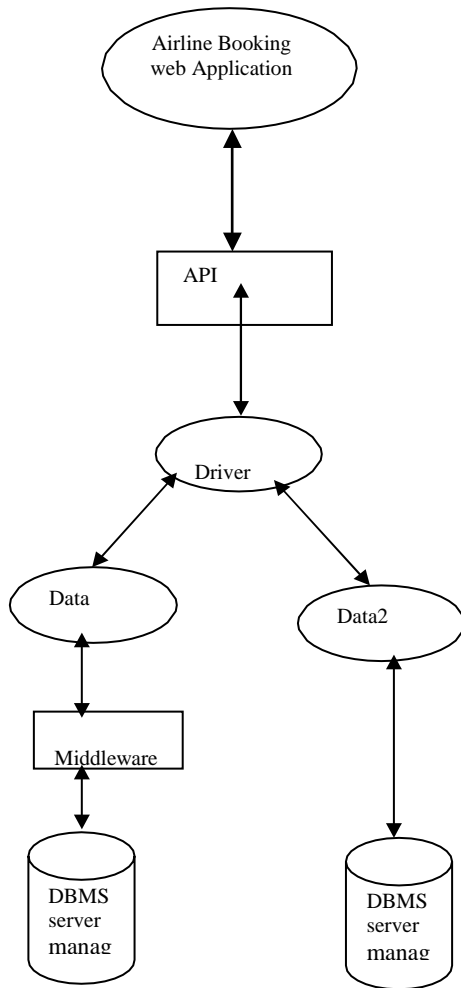 Airline Booking
web Application
API
Driver
Data
Data2
Middleware
DBMS
server
manag
DBMS
server
manag